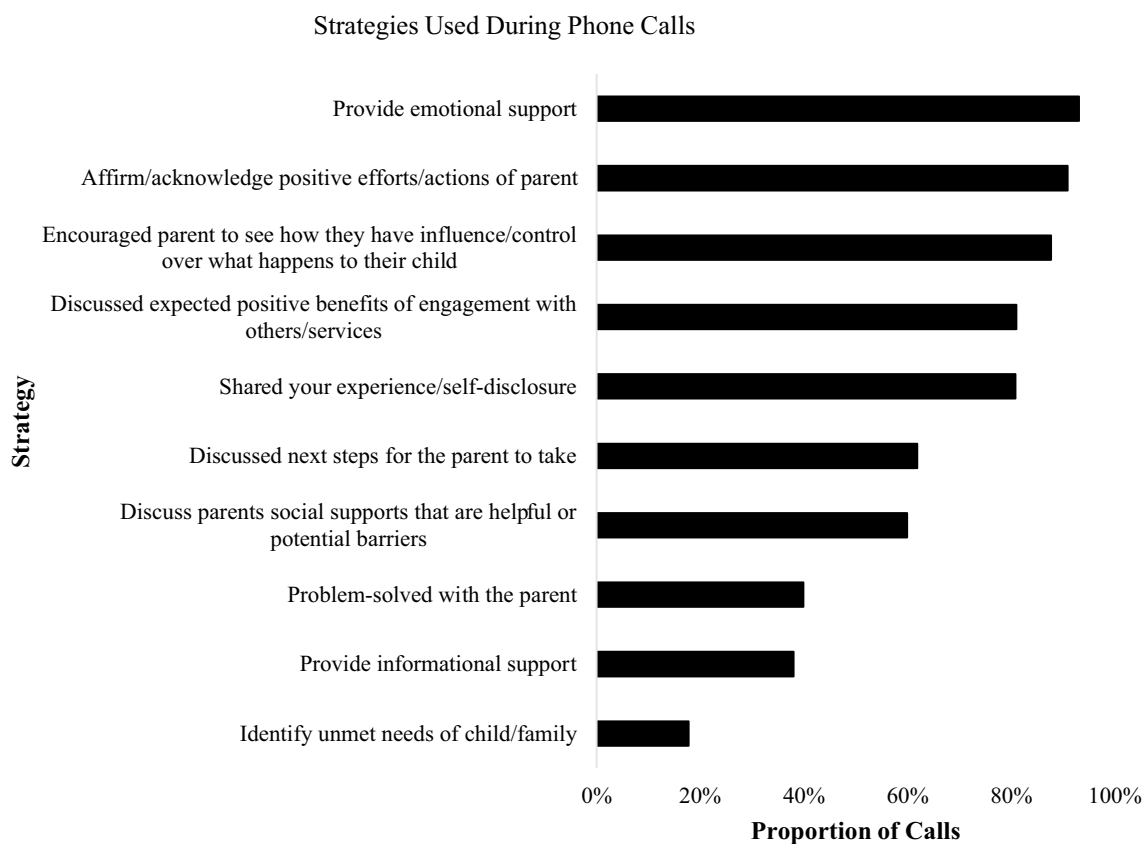 Strategies Used During Phone Calls
Provide emotional support
Affirm/acknowledge positive efforts/actions of parent
Encouraged parent to see how they have influence/control
over what happens to their child
Discussed expected positive benefits of engagement with
others/services
Shared your experience/self-disclosure
Discussed next steps for the parent to take
Discuss parents social supports that are helpful or
potential barriers
Problem-solved with the parent
Provide informational support
Identify unmet needs of child/family
Strategy
0% 20% 40% 60% 80% 100%
Proportion of Calls